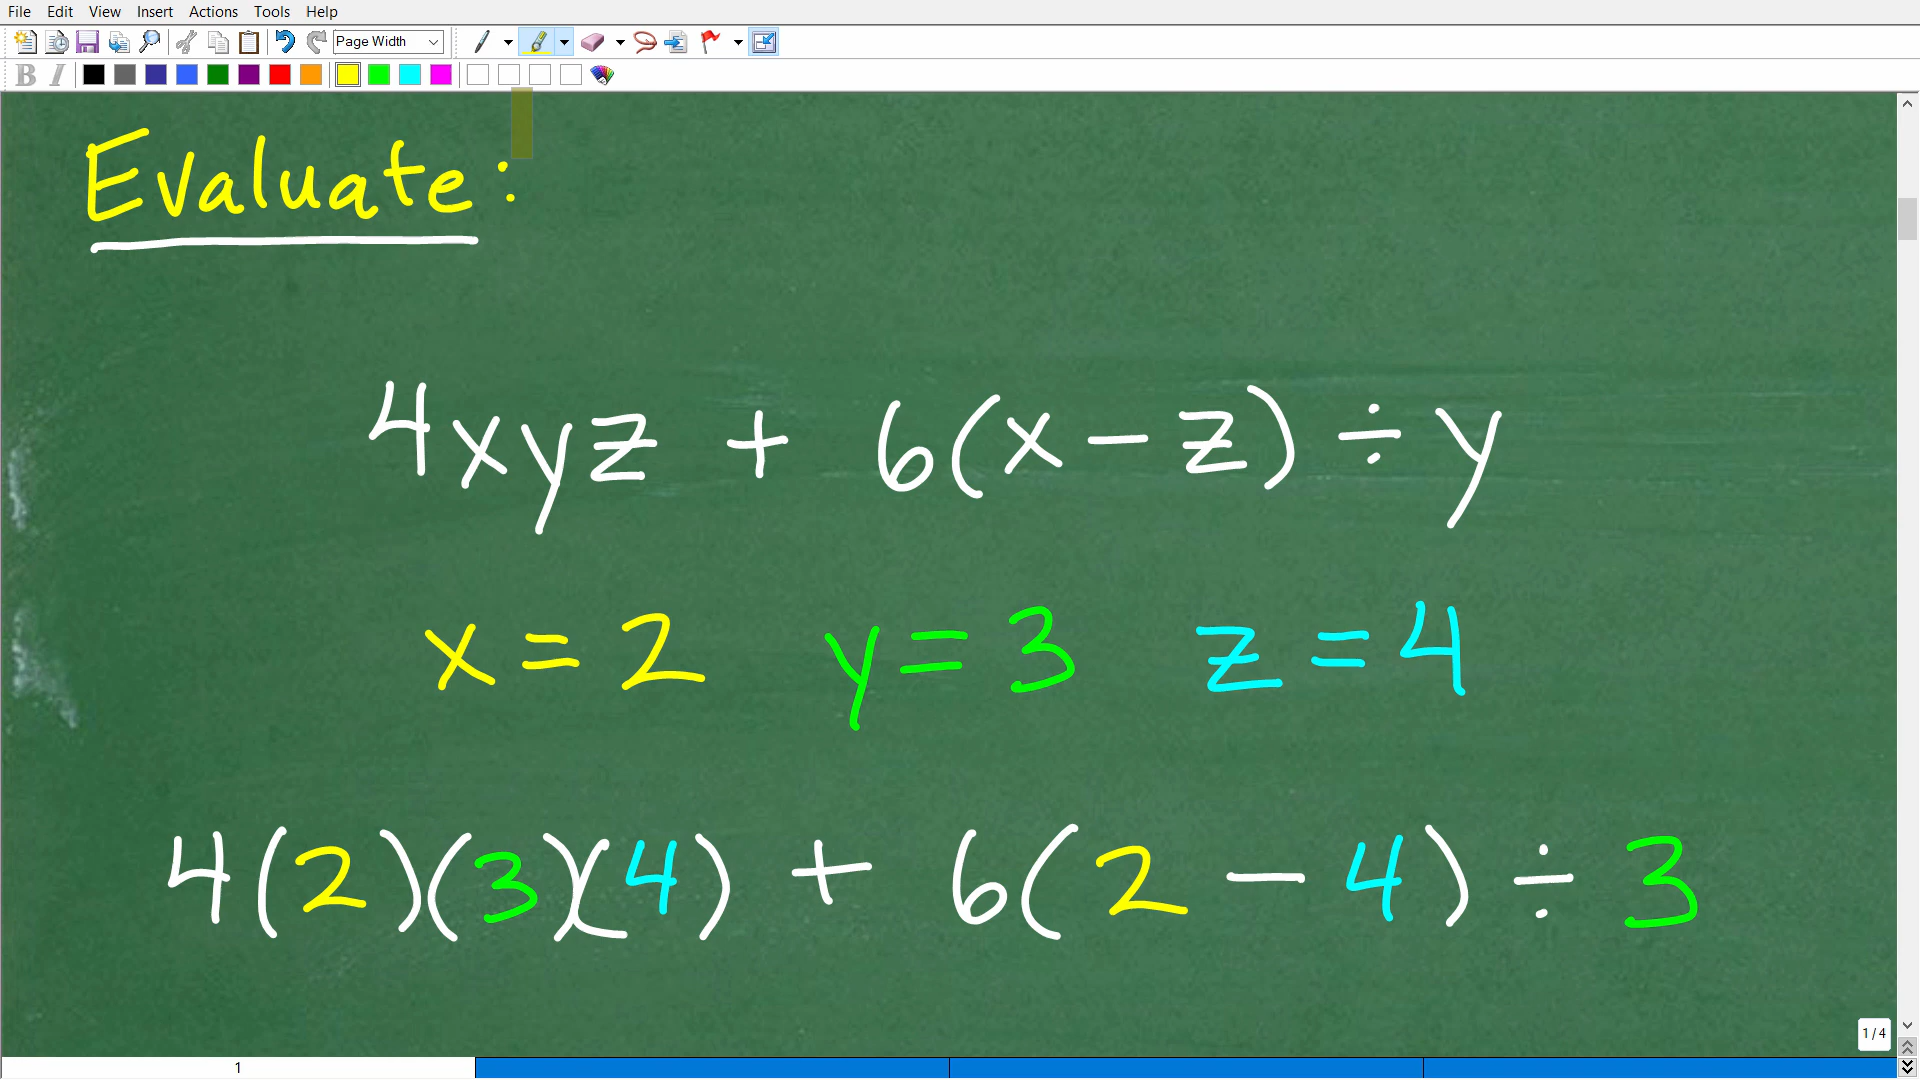 File Edit View Insert Actions Tools Help
Page Width
B I
Evaluate:
4xyz + 6(x − z) ÷ y
x = 2 y = 3 z = 4
4(2)(3)(4) + 6(2 − 4) ÷ 3
1 / 4
1